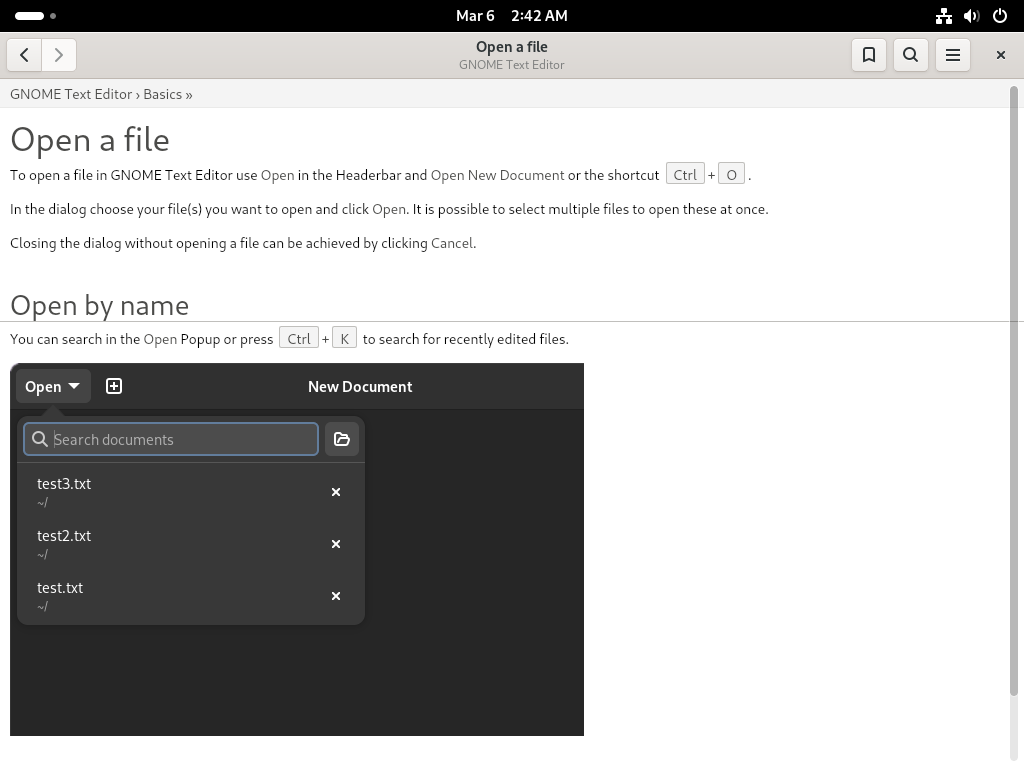 Mar 6 2:42 AM
Open a file
GNOME Text Editor
GNOME Text Editor › Basics »
Open a file
To open a file in GNOME Text Editor use Open in the Headerbar and Open New Document or the shortcut Ctrl + O .
In the dialog choose your file(s) you want to open and click Open. It is possible to select multiple files to open these at once.
Closing the dialog without opening a file can be achieved by clicking Cancel.
Open by name
You can search in the Open Popup or press Ctrl + K to search for recently edited files.
Open New Document
Search documents
test3.txt
~/
test2.txt
~/
test.txt
~/